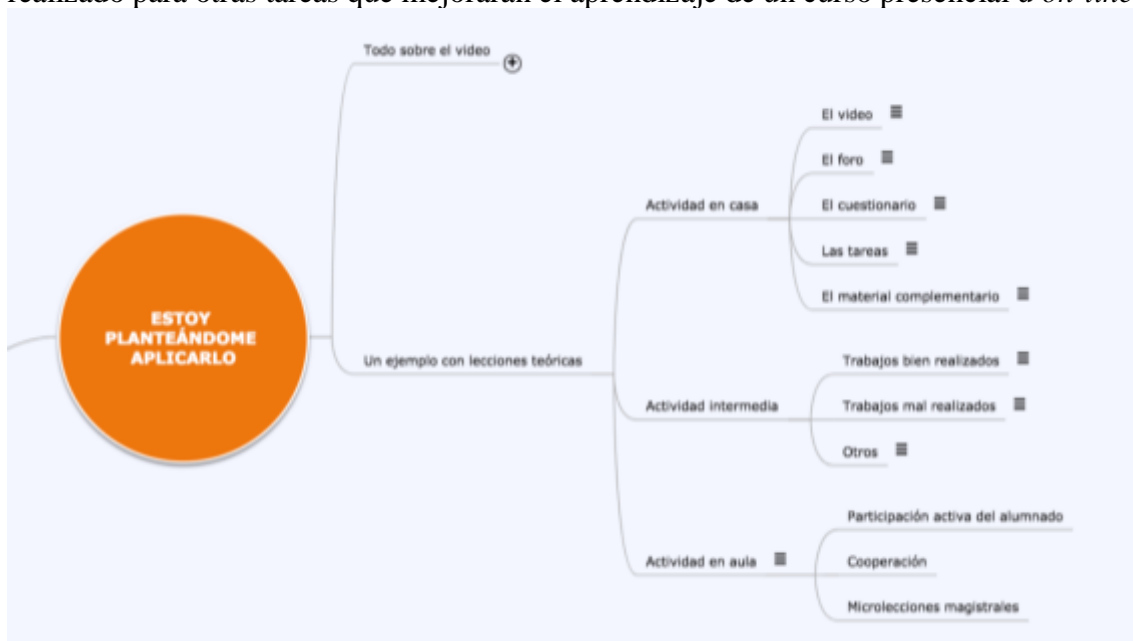 realizado para otras tareas que mejoraran el aprendizaje de un curso presencial u on-line
Todo sobre el video
El video
El foro
Actividad en casa
El cuestionario
Las tareas
El material complementario
ESTOY
PLANTEÁNDOME
APLICARLO
Un ejemplo con lecciones teóricas
Trabajos bien realizados
Actividad intermedia
Trabajos mal realizados
Otros
Participación activa del alumnado
Actividad en aula
Cooperación
Microlecciones magistrales